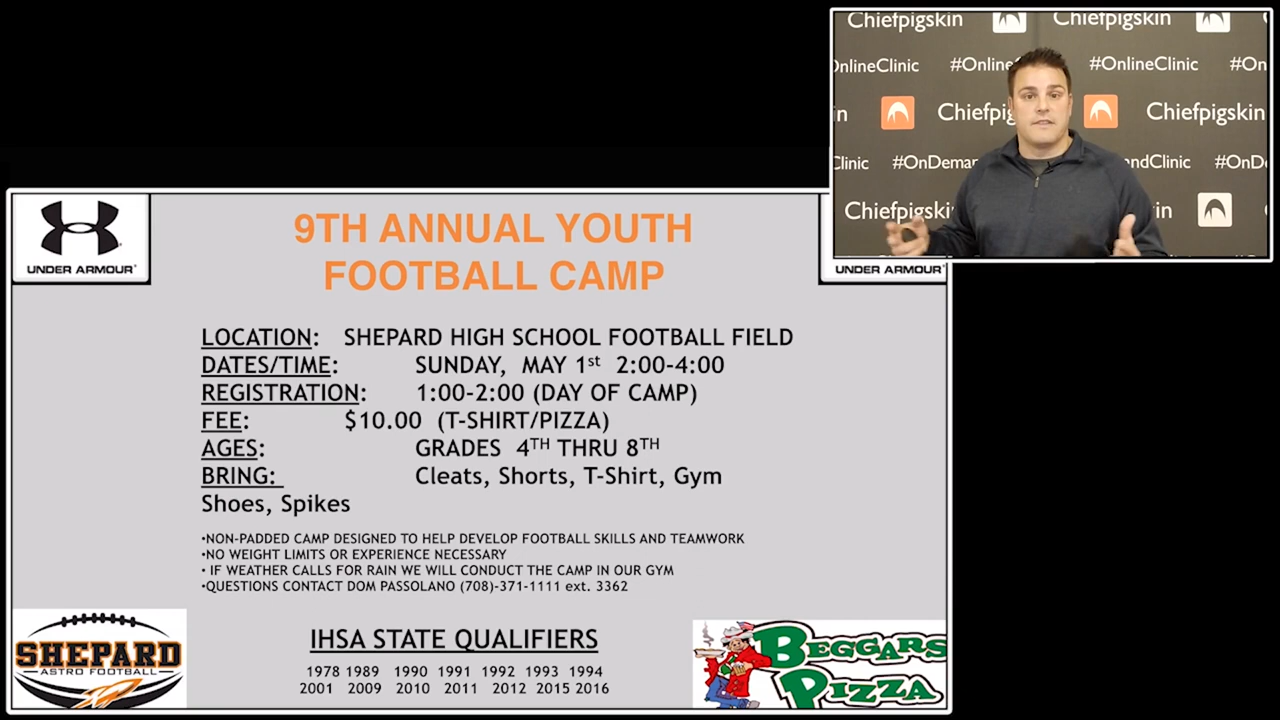 Chiefpigskin Chiefpigskin
OnlineClinic #Online #OnlineClinic #On
Chiefpig Chiefpigskin
Clinic #OnDeman ndClinic #OnD
Chiefpigski
UNDER ARMOUR
UNDER ARMOUR
9TH ANNUAL YOUTH
FOOTBALL CAMP
LOCATION: SHEPARD HIGH SCHOOL FOOTBALL FIELD
DATES/TIME: SUNDAY, MAY 1st 2:00-4:00
REGISTRATION: 1:00-2:00 (DAY OF CAMP)
FEE: $10.00 (T-SHIRT/PIZZA)
AGES: GRADES 4TH THRU 8TH
BRING: Cleats, Shorts, T-Shirt, Gym
Shoes, Spikes
•NON-PADDED CAMP DESIGNED TO HELP DEVELOP FOOTBALL SKILLS AND TEAMWORK
•NO WEIGHT LIMITS OR EXPERIENCE NECESSARY
• IF WEATHER CALLS FOR RAIN WE WILL CONDUCT THE CAMP IN OUR GYM
•QUESTIONS CONTACT DOM PASSOLANO (708)-371-1111 ext. 3362
SHEPARD
ASTRO FOOTBALL
IHSA STATE QUALIFIERS
1978 1989 1990 1991 1992 1993 1994
2001 2009 2010 2011 2012 2015 2016
BEGGARS
PIZZA